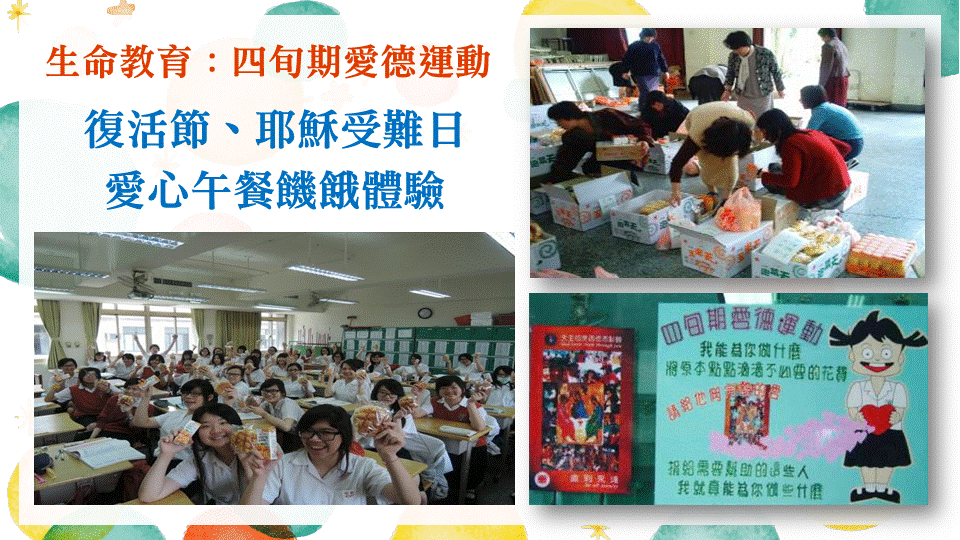 生命教育：四旬期愛德運動
復活節、耶穌受難日
愛心午餐饑餓體驗
四旬期愛德運動
我能為你做什麼
將原本點點滴滴不必要的花費
捐給需要幫助的這些人
我就真能為你做些什麼